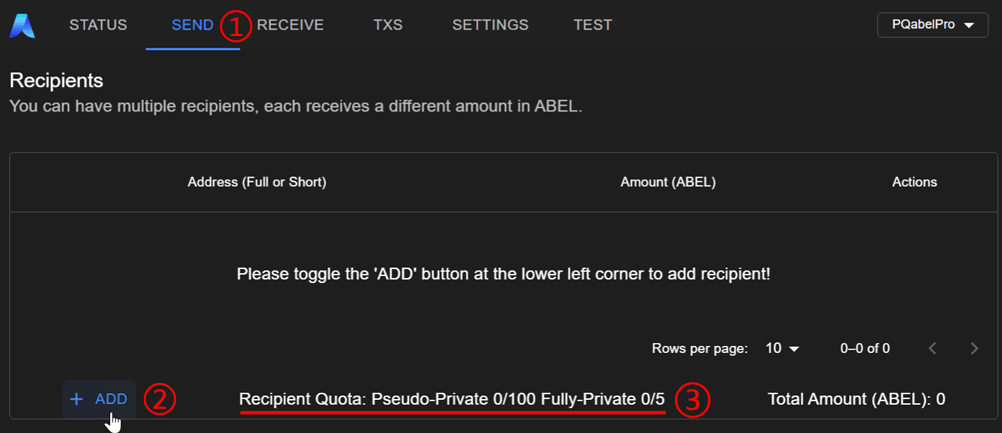 STATUS SEND ① RECEIVE TXS SETTINGS TEST PQabelPro
Recipients
You can have multiple recipients, each receives a different amount in ABEL.
Address (Full or Short) Amount (ABEL) Actions
Please toggle the 'ADD' button at the lower left corner to add recipient!
Rows per page: 10 0–0 of 0
+ ADD ② Recipient Quota: Pseudo-Private 0/100 Fully-Private 0/5 ③ Total Amount (ABEL): 0